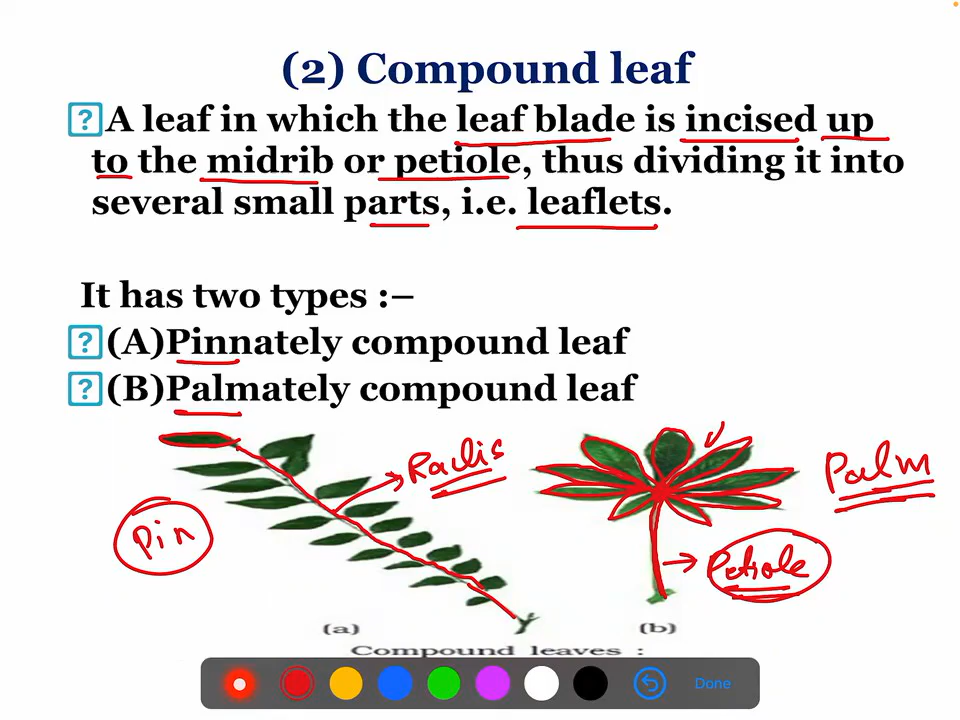 (2) Compound leaf
A leaf in which the leaf blade is incised up
to the midrib or petiole, thus dividing it into
several small parts, i.e. leaflets.
It has two types :–
(A)Pinnately compound leaf
(B)Palmately compound leaf
Radis
Palm
Pin
Petiole
(a)
(b)
Compound leaves :
Done